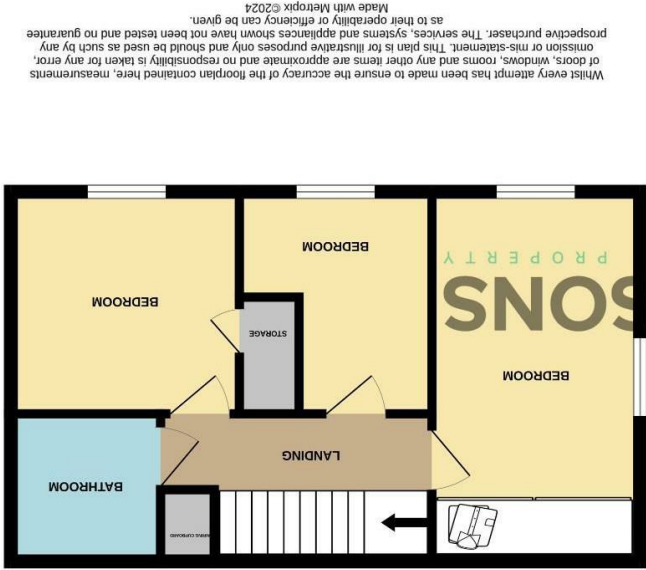 BATHROOM
AIRING CUPBOARD
LANDING
BEDROOM
STORAGE
BEDROOM
BEDROOM
SONS
PROPERTY
Whilst every attempt has been made to ensure the accuracy of the floorplan contained here, measurements
of doors, windows, rooms and any other items are approximate and no responsibility is taken for any error,
omission or mis-statement. This plan is for illustrative purposes only and should be used as such by any
prospective purchaser. The services, systems and appliances shown have not been tested and no guarantee
as to their operability or efficiency can be given.
Made with Metropix ©2024